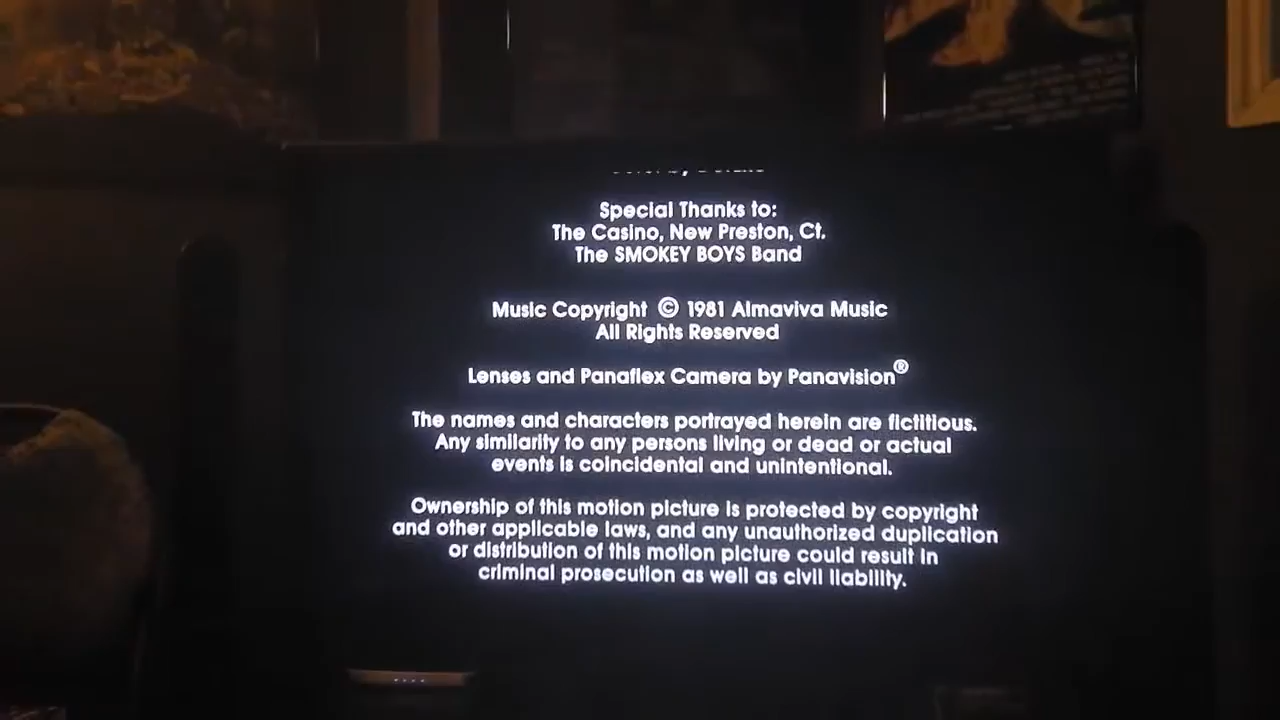 Special Thanks to:
The Casino, New Preston, Ct.
The SMOKEY BOYS Band
Music Copyright © 1981 Almaviva Music
All Rights Reserved
Lenses and Panaflex Camera by Panavision®
The names and characters portrayed herein are fictitious.
Any similarity to any persons living or dead or actual
events is coincidental and unintentional.
Ownership of this motion picture is protected by copyright
and other applicable laws, and any unauthorized duplication
or distribution of this motion picture could result in
criminal prosecution as well as civil liability.